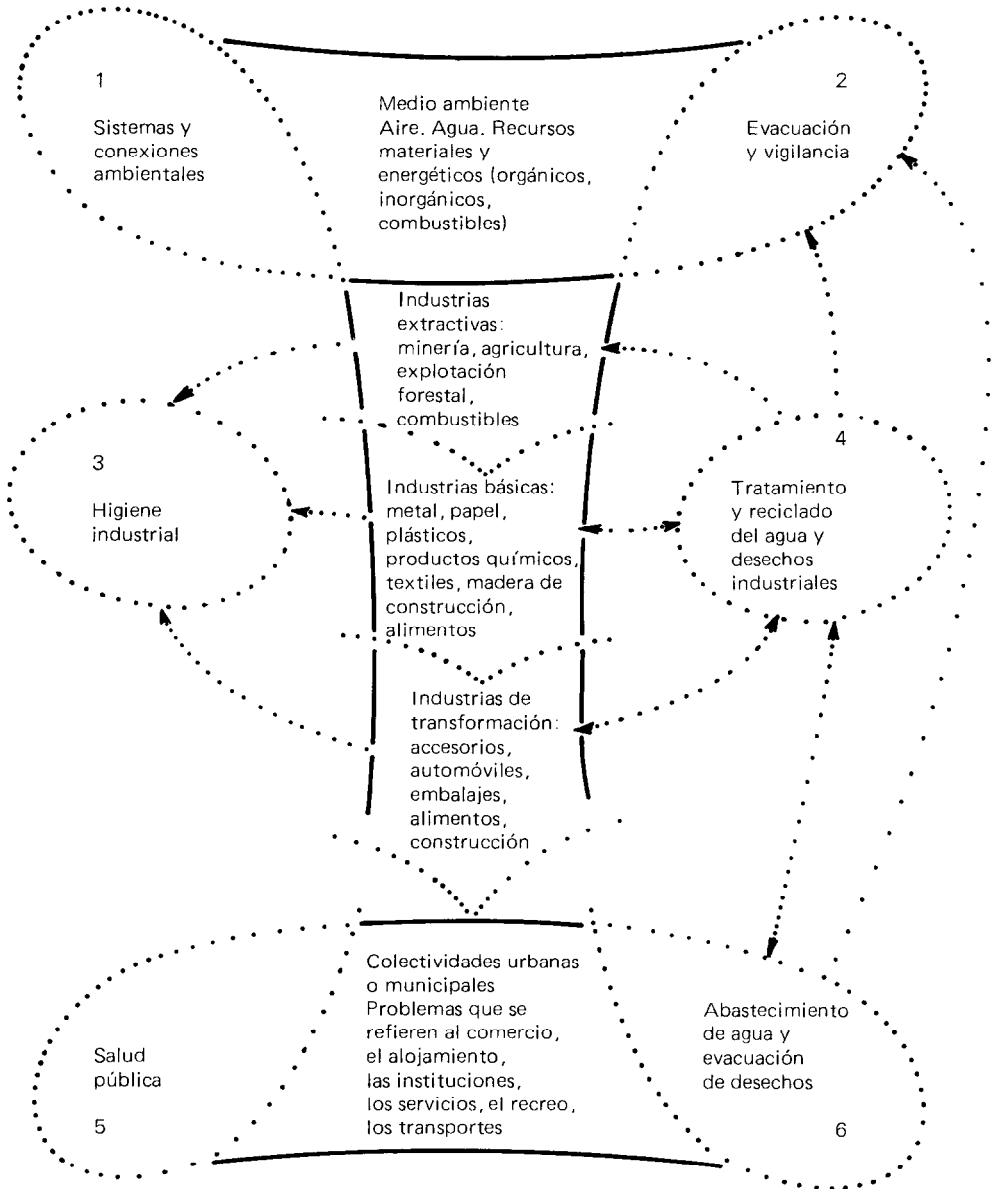 1
Sistemas y
conexiones
ambientales
Medio ambiente
Aire. Agua. Recursos
materiales y
energéticos (orgánicos,
inorgánicos,
combustibles)
2
Evacuación
y vigilancia
Industrias
extractivas:
minería, agricultura,
explotación
forestal,
combustibles
3
Higiene
industrial
Industrias básicas:
metal, papel,
plásticos,
productos químicos,
textiles, madera de
construcción,
alimentos
4
Tratamiento
y reciclado
del agua y
desechos
industriales
Industrias de
transformación:
accesorios,
automóviles,
embalajes,
alimentos,
construcción
Salud
pública
5
Colectividades urbanas
o municipales
Problemas que se
refieren al comercio,
el alojamiento,
las instituciones,
los servicios, el recreo,
los transportes
Abastecimiento
de agua y
evacuación
de desechos
6